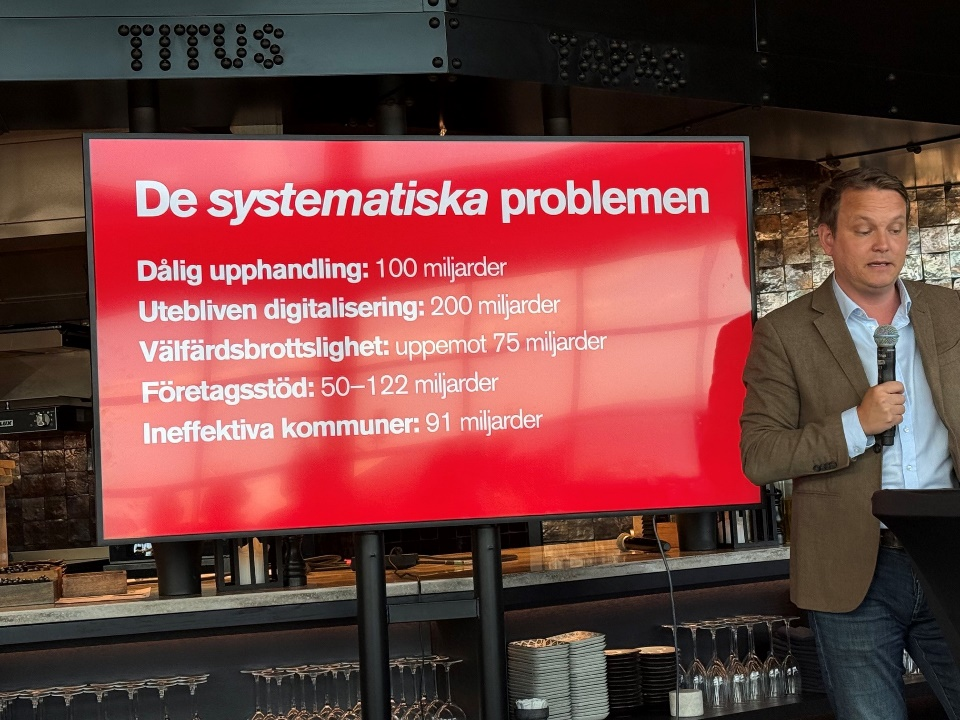 TITUS
De systematiska problemen
Dålig upphandling: 100 miljarder
Utebliven digitalisering: 200 miljarder
Välfärdsbrottslighet: uppemot 75 miljarder
Företagsstöd: 50–122 miljarder
Ineffektiva kommuner: 91 miljarder